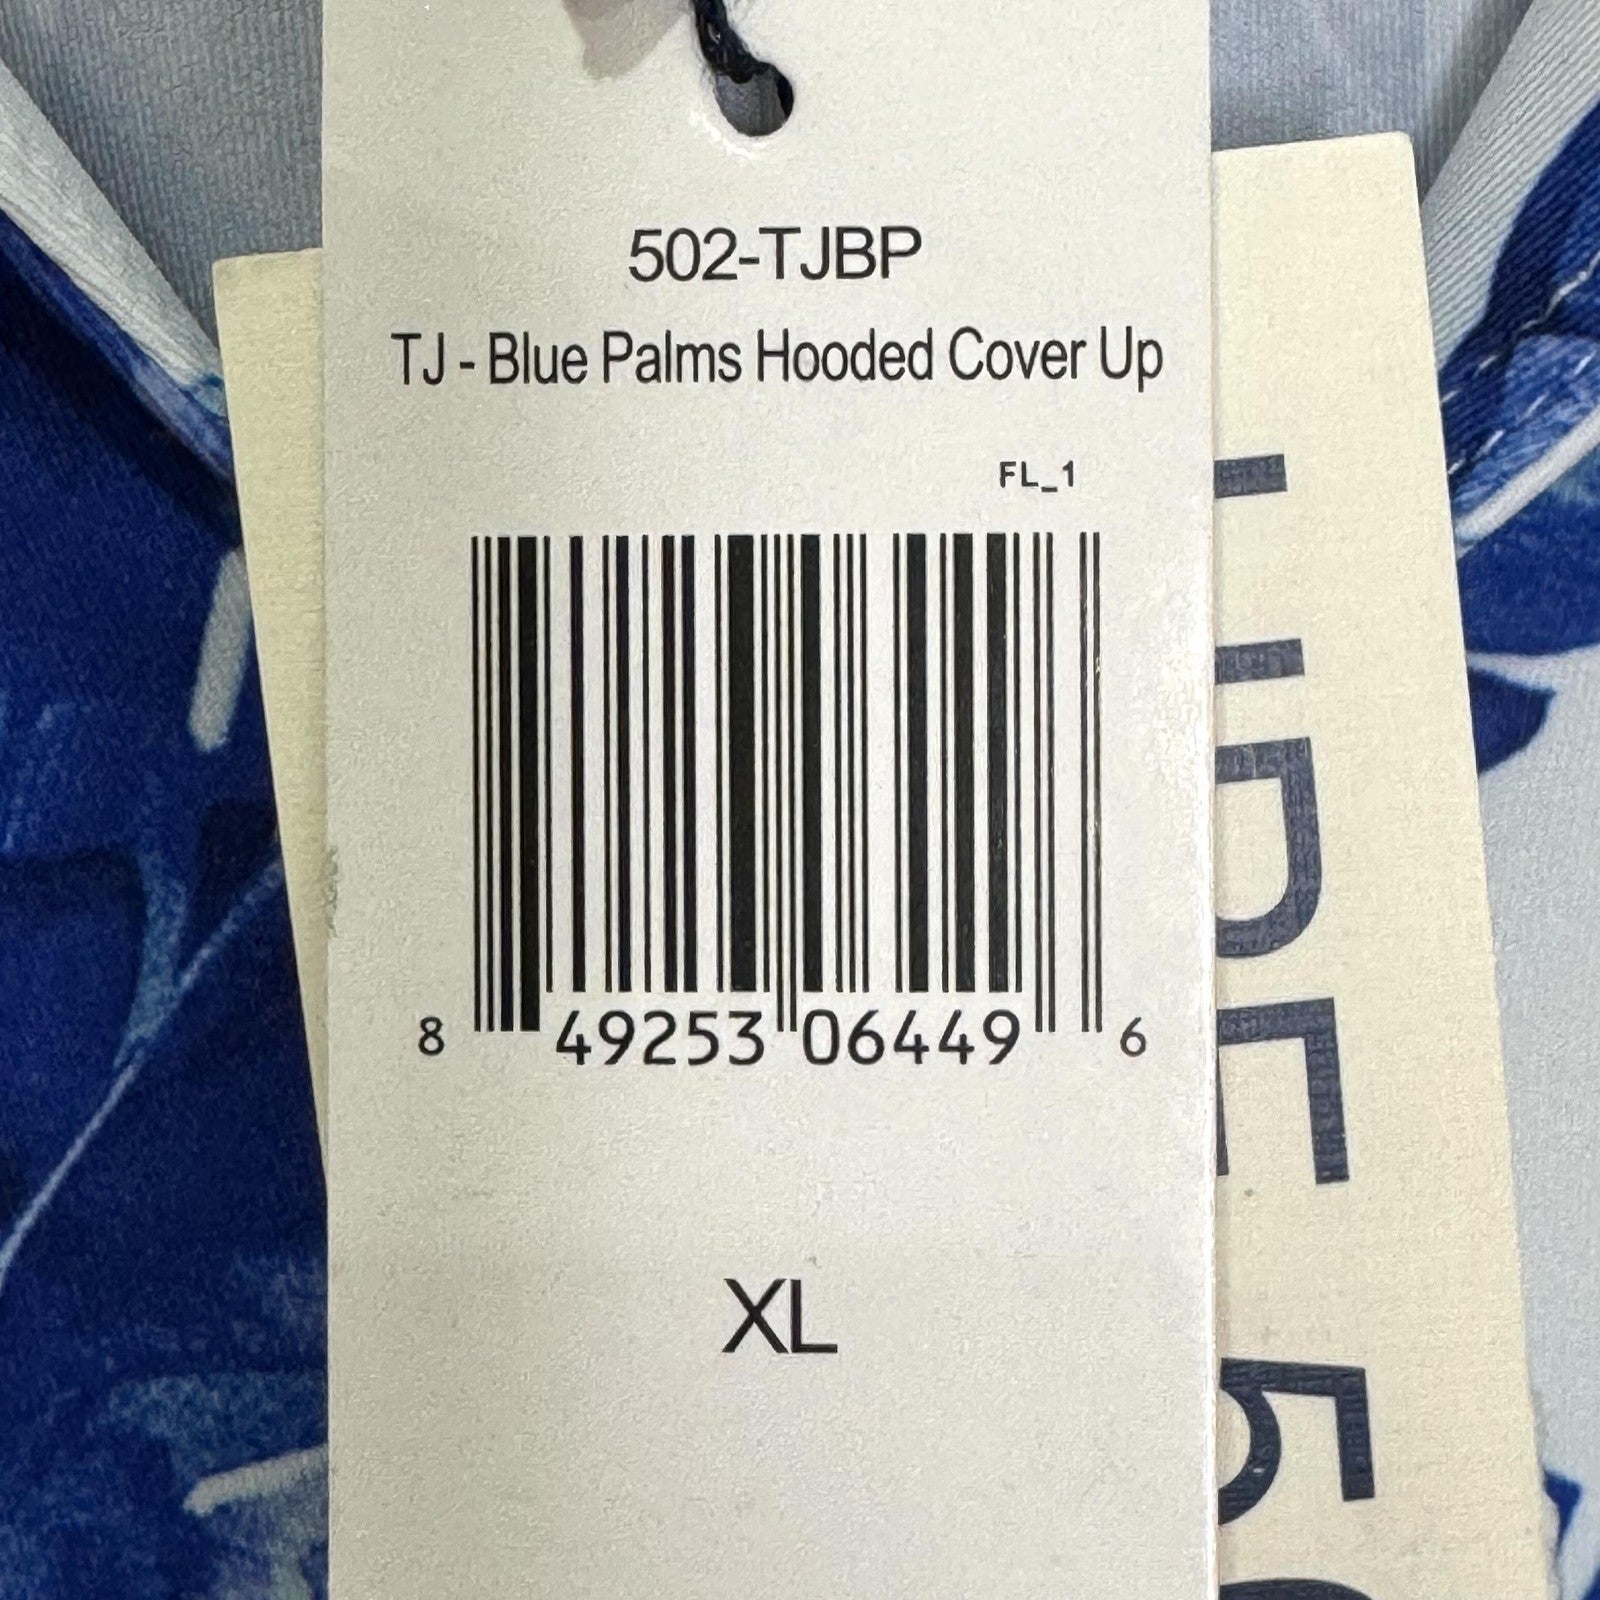 502-TJBP
TJ - Blue Palms Hooded Cover Up
FL_1
8 49253 06449 6
XL